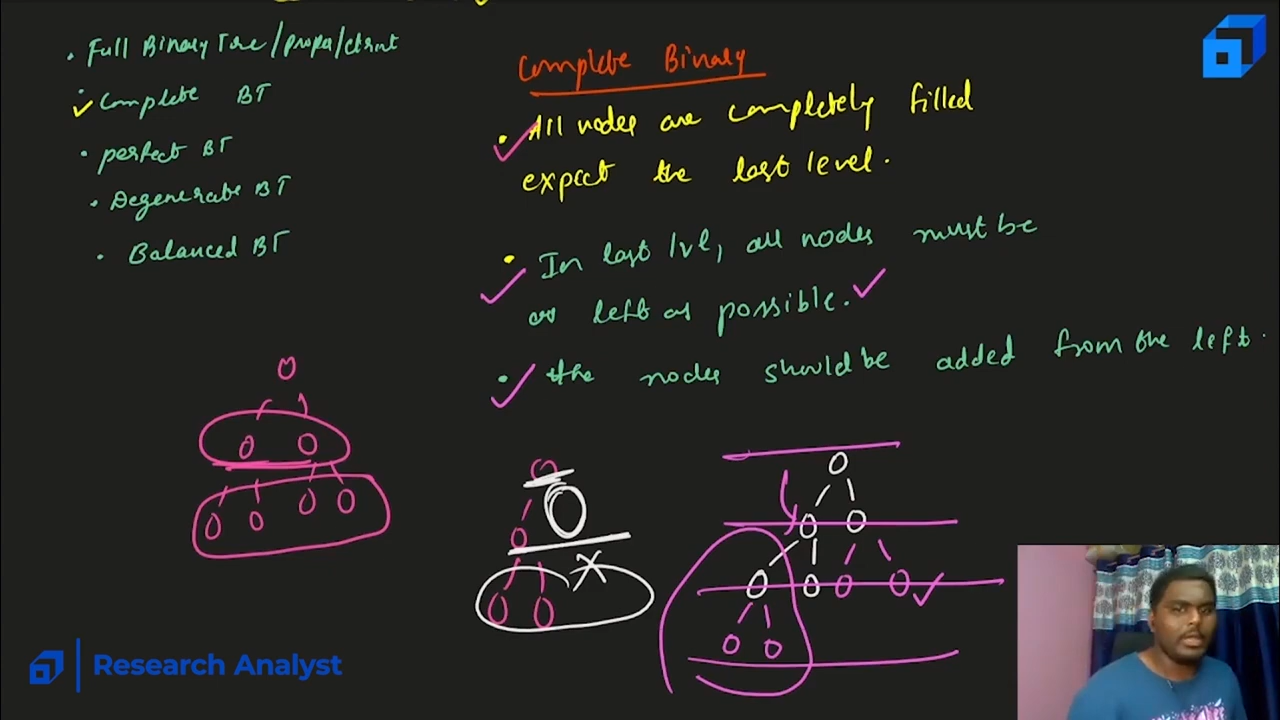 Full Binary Tree/proper/strict
Complete BT
perfect BT
Degenerate BT
Balanced BT
Complete Binary
All nodes are completely filled
expect the last level.
In last lvl, all nodes must be
as left as possible.
the nodes should be added from the left.
Research Analyst